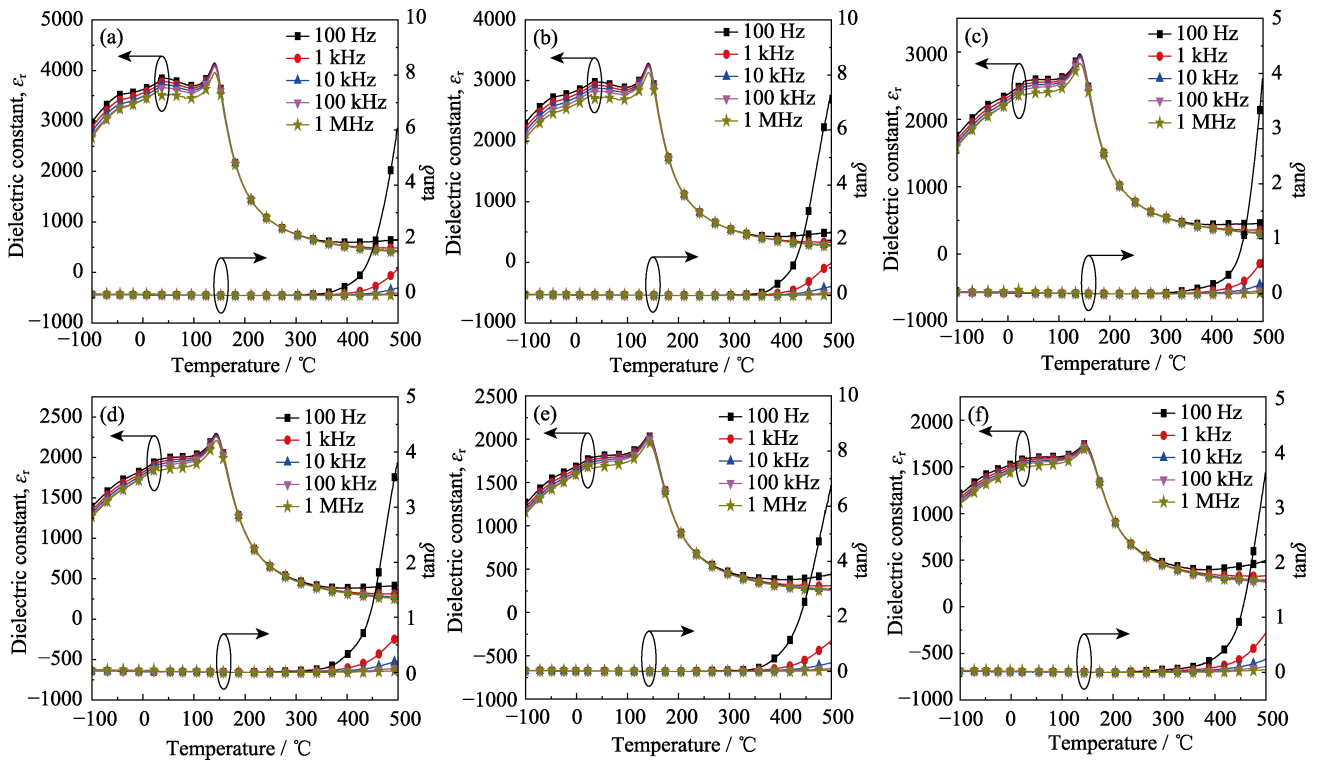 (a)
100 Hz
1 kHz
10 kHz
100 kHz
1 MHz
5000
4000
3000
2000
1000
0
−1000
10
8
6
4
2
0
−100 0 100 200 300 400 500
Dielectric constant, εr
tanδ
Temperature / ℃
(b)
100 Hz
1 kHz
10 kHz
100 kHz
1 MHz
4000
3000
2000
1000
0
−1000
10
8
6
4
2
0
−100 0 100 200 300 400 500
Dielectric constant, εr
tanδ
Temperature / ℃
(c)
100 Hz
1 kHz
10 kHz
100 kHz
1 MHz
3000
2000
1000
0
−1000
5
4
3
2
1
0
−100 0 100 200 300 400 500
Dielectric constant, εr
tanδ
Temperature / ℃
(d)
100 Hz
1 kHz
10 kHz
100 kHz
1 MHz
2500
2000
1500
1000
500
0
−500
−1000
5
4
3
2
1
0
−100 0 100 200 300 400 500
Dielectric constant, εr
tanδ
Temperature / ℃
(e)
100 Hz
1 kHz
10 kHz
100 kHz
1 MHz
2500
2000
1500
1000
500
0
−500
−1000
10
8
6
4
2
0
−100 0 100 200 300 400 500
Dielectric constant, εr
tanδ
Temperature / ℃
(f)
100 Hz
1 kHz
10 kHz
100 kHz
1 MHz
2000
1500
1000
500
0
−500
−1000
5
4
3
2
1
0
−100 0 100 200 300 400 500
Dielectric constant, εr
tanδ
Temperature / ℃